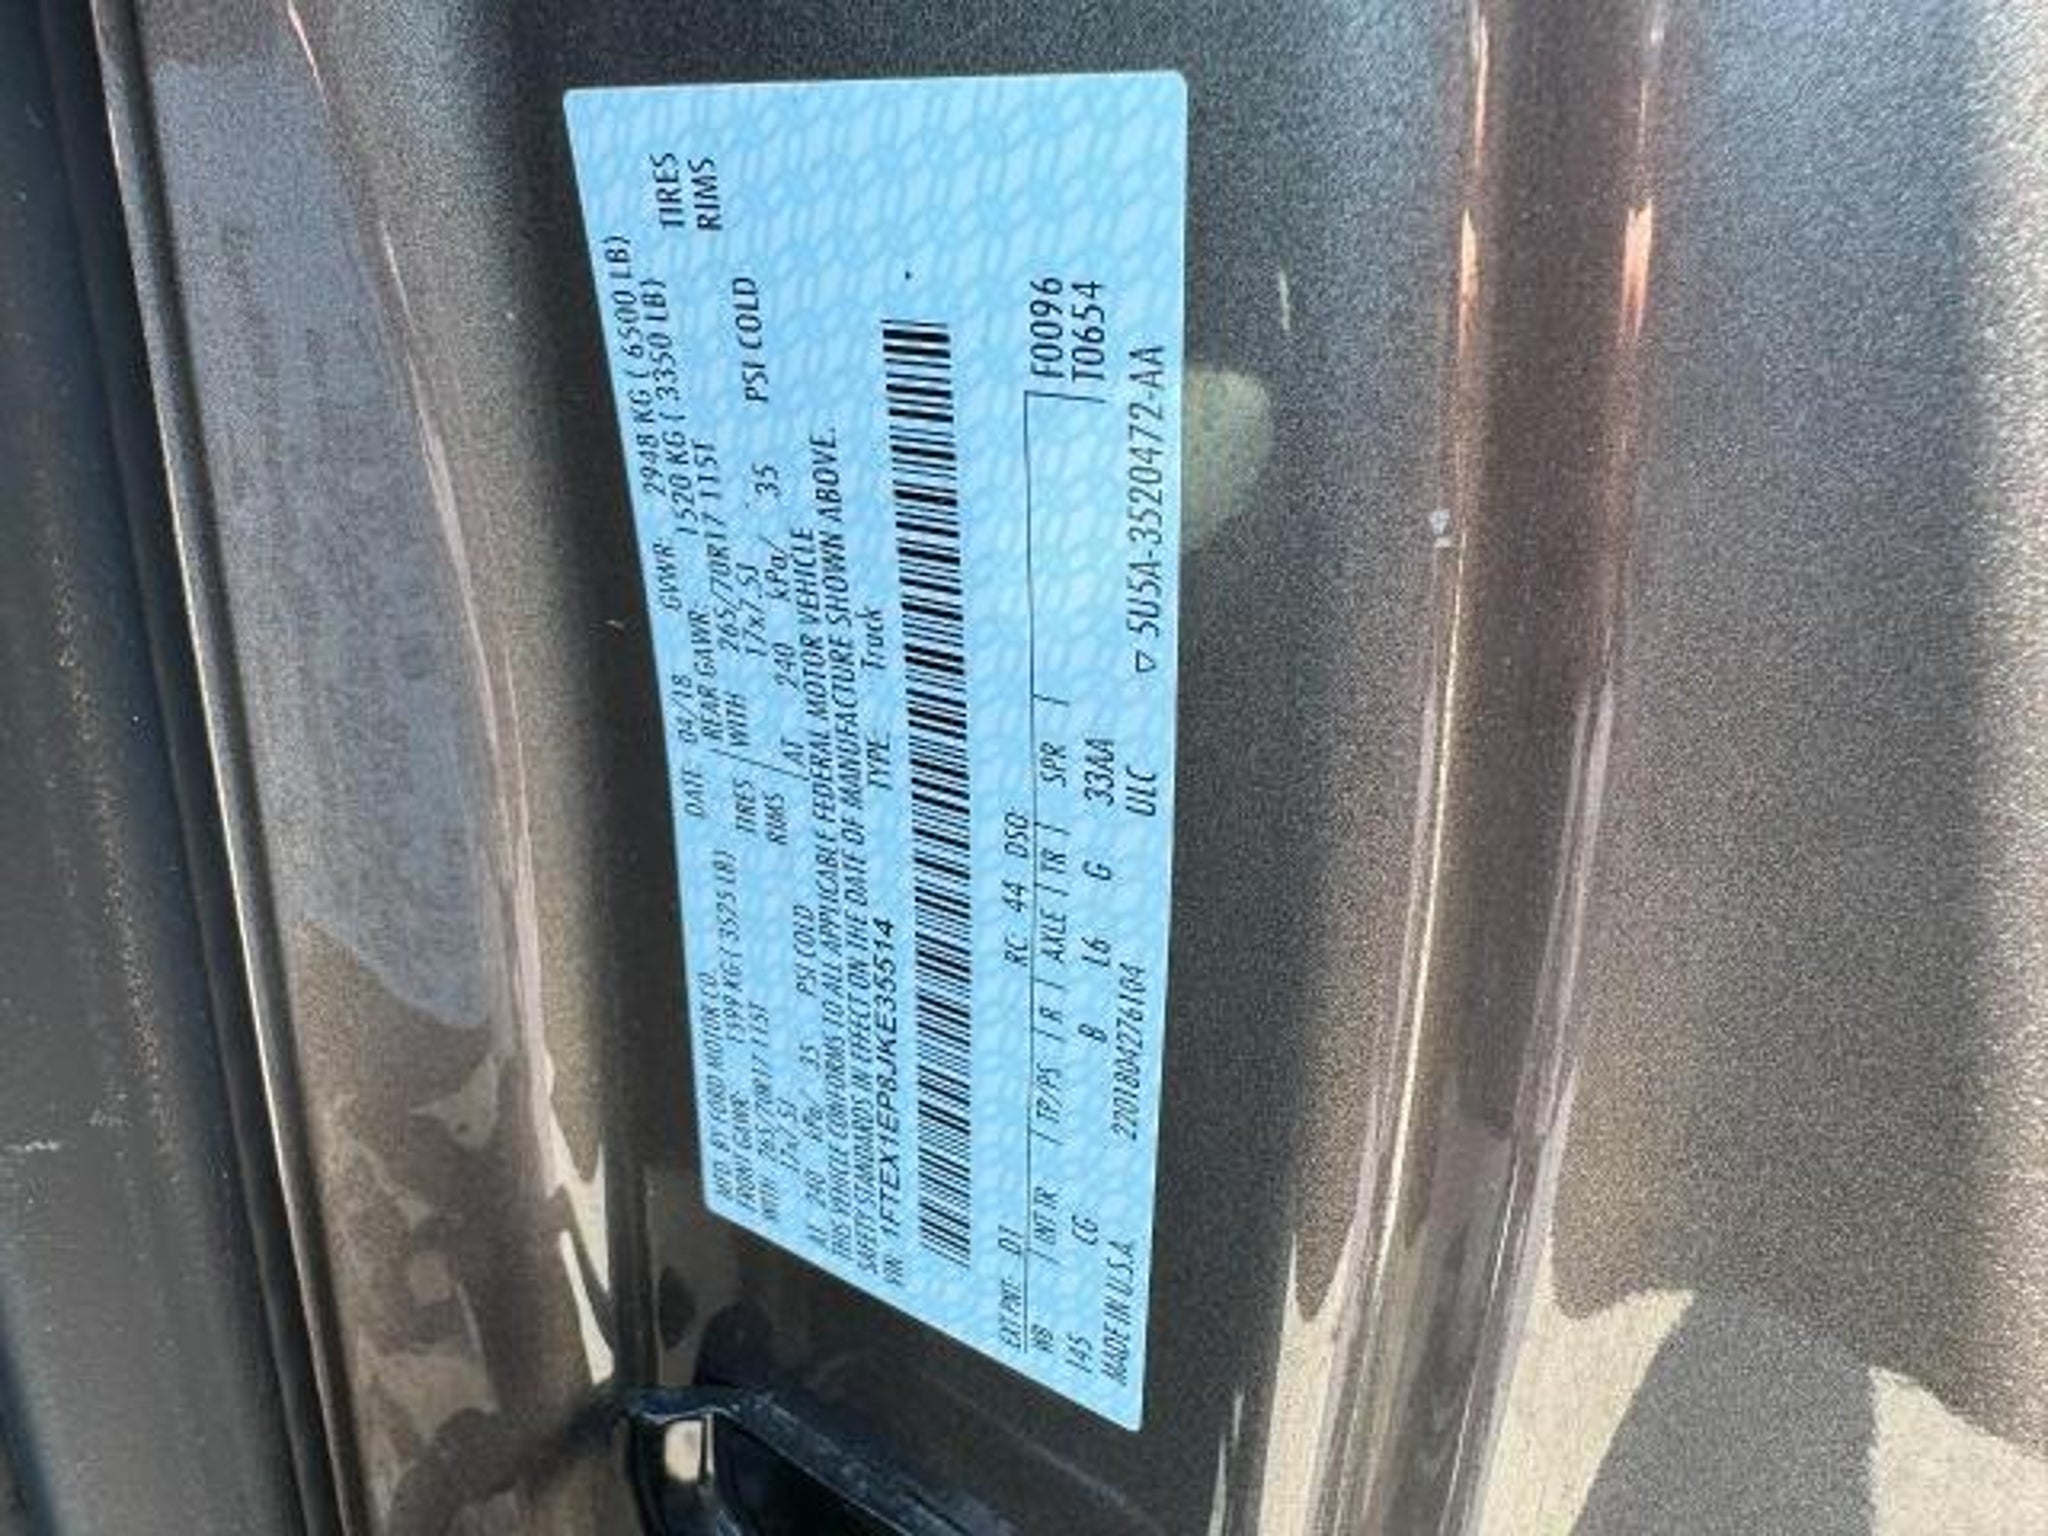 MFD. BY FORD MOTOR CO. DATE 04/18 GVWR: 2948 KG ( 6500 LB)
FRONT GAWR: 1599 KG ( 3525 LB) REAR GAWR: 1520 KG ( 3350 LB)
WITH 265/70R17 115T TIRES WITH 265/70R17 115T TIRES
17x7.5J RIMS 17x7.5J RIMS
AT 240 kPa/ 35 PSI COLD AT 240 kPa/ 35 PSI COLD
THIS VEHICLE CONFORMS TO ALL APPLICABLE FEDERAL MOTOR VEHICLE
SAFETY STANDARDS IN EFFECT ON THE DATE OF MANUFACTURE SHOWN ABOVE.
VIN: 1FTEX1EP8JKE35514 TYPE Truck
F0096
T0654
EXT PNT: D1 RC: 44 DSO:
WB INT TR TP/PS R AXLE TR SPR
145 CG B L6 G 33AA
MADE IN U.S.A. 2201804276104 ULC ▽ 5U5A-3520472-AA